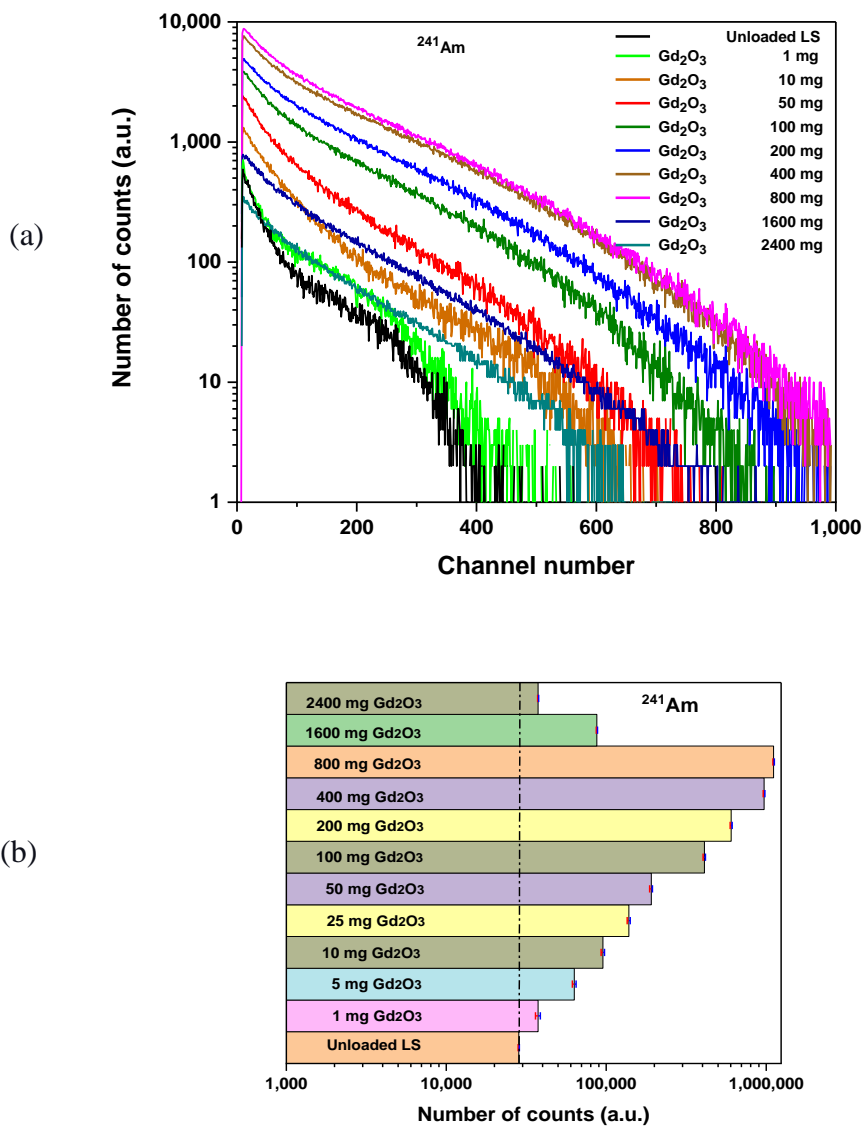 (a)
Number of counts (a.u.)
10,000
1,000
100
10
1
²⁴¹Am
Unloaded LS
Gd₂O₃ 1 mg
Gd₂O₃ 10 mg
Gd₂O₃ 50 mg
Gd₂O₃ 100 mg
Gd₂O₃ 200 mg
Gd₂O₃ 400 mg
Gd₂O₃ 800 mg
Gd₂O₃ 1600 mg
Gd₂O₃ 2400 mg
0 200 400 600 800 1,000
Channel number
(b)
²⁴¹Am
2400 mg Gd2O3
1600 mg Gd2O3
800 mg Gd2O3
400 mg Gd2O3
200 mg Gd2O3
100 mg Gd2O3
50 mg Gd2O3
25 mg Gd2O3
10 mg Gd2O3
5 mg Gd2O3
1 mg Gd2O3
Unloaded LS
1,000 10,000 100,000 1,000,000
Number of counts (a.u.)